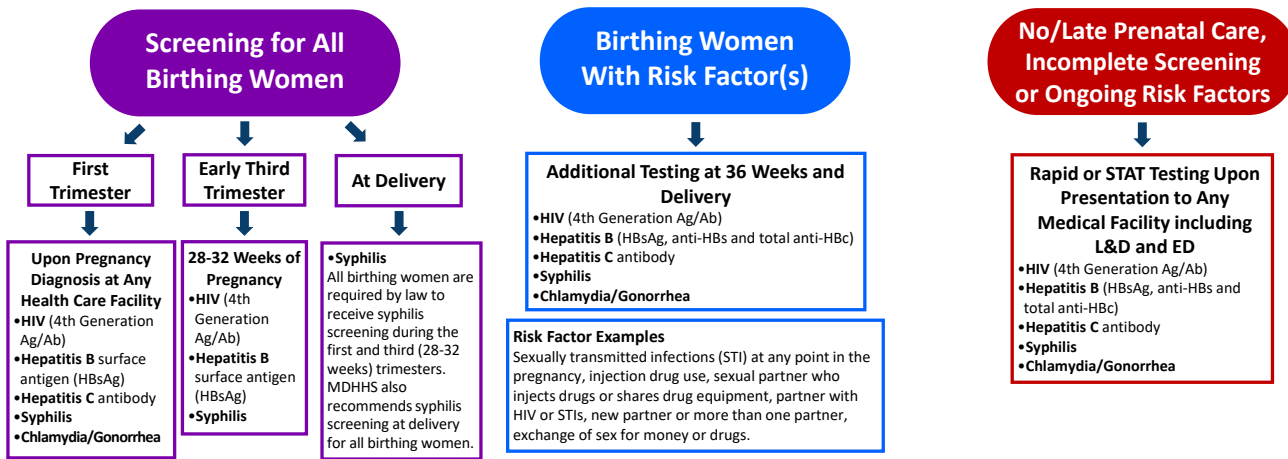 Screening for All
Birthing Women
First
Trimester
Early Third
Trimester
At Delivery
Upon Pregnancy
Diagnosis at Any
Health Care Facility
•HIV (4th Generation
Ag/Ab)
•Hepatitis B surface
antigen (HBsAg)
•Hepatitis C antibody
•Syphilis
•Chlamydia/Gonorrhea
28-32 Weeks of
Pregnancy
•HIV (4th
Generation
Ag/Ab)
•Hepatitis B
surface antigen
(HBsAg)
•Syphilis
•Syphilis
All birthing women are
required by law to
receive syphilis
screening during the
first and third (28-32
weeks) trimesters.
MDHHS also
recommends syphilis
screening at delivery
for all birthing women.
Birthing Women
With Risk Factor(s)
Additional Testing at 36 Weeks and
Delivery
•HIV (4th Generation Ag/Ab)
•Hepatitis B (HBsAg, anti-HBs and total anti-HBc)
•Hepatitis C antibody
•Syphilis
•Chlamydia/Gonorrhea
Risk Factor Examples
Sexually transmitted infections (STI) at any point in the
pregnancy, injection drug use, sexual partner who
injects drugs or shares drug equipment, partner with
HIV or STIs, new partner or more than one partner,
exchange of sex for money or drugs.
No/Late Prenatal Care,
Incomplete Screening
or Ongoing Risk Factors
Rapid or STAT Testing Upon
Presentation to Any
Medical Facility including
L&D and ED
•HIV (4th Generation Ag/Ab)
•Hepatitis B (HBsAg, anti-HBs and
total anti-HBc)
•Hepatitis C antibody
•Syphilis
•Chlamydia/Gonorrhea